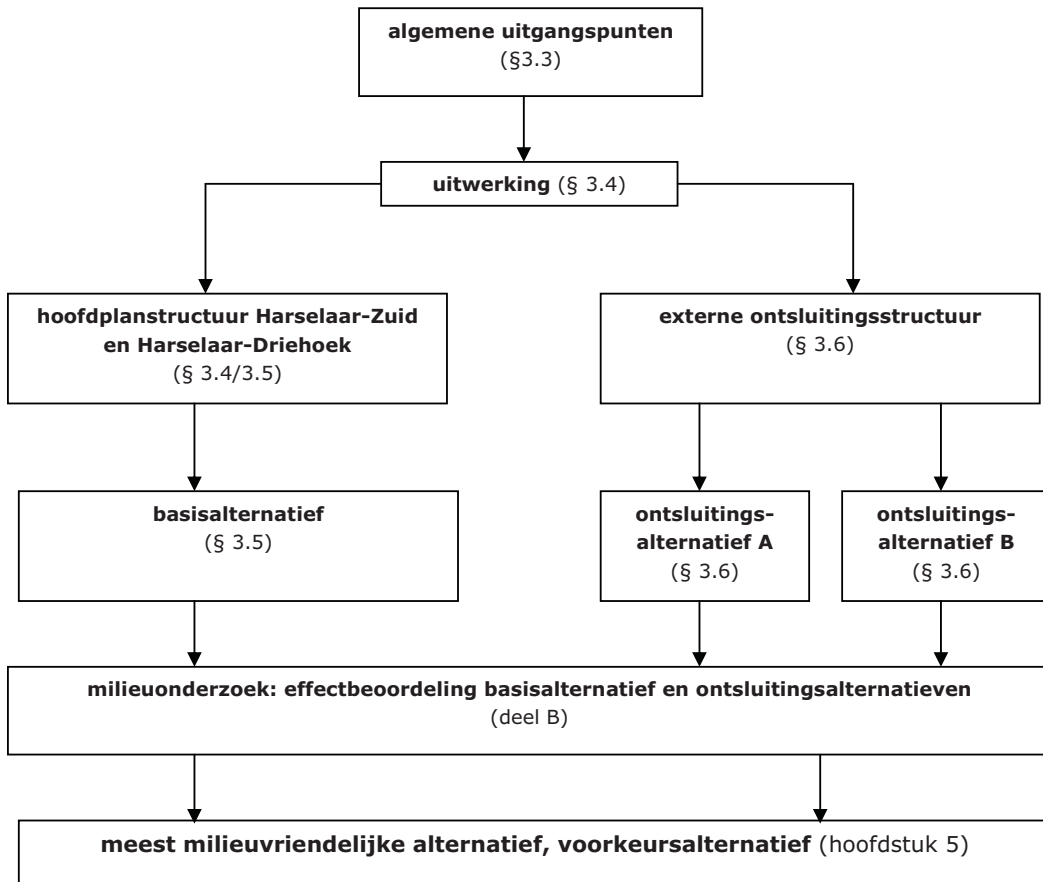 algemene uitgangspunten
(§3.3)
uitwerking (§ 3.4)
hoofdplanstructuur Harselaar-Zuid
en Harselaar-Driehoek
(§ 3.4/3.5)
externe ontsluitingsstructuur
(§ 3.6)
basisalternatief
(§ 3.5)
ontsluitings-
alternatief A
(§ 3.6)
ontsluitings-
alternatief B
(§ 3.6)
milieuonderzoek: effectbeoordeling basisalternatief en ontsluitingsalternatieven
(deel B)
meest milieuvriendelijke alternatief, voorkeursalternatief (hoofdstuk 5)